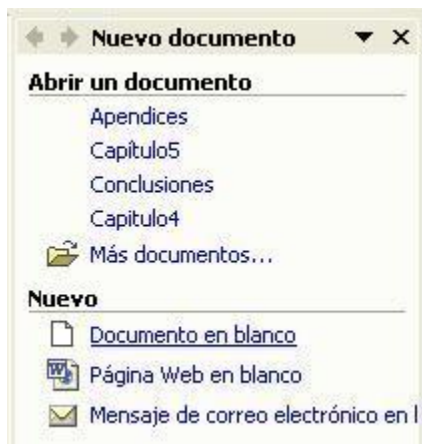 Nuevo documento
Abrir un documento
Apendices
Capítulo5
Conclusiones
Capitulo4
Más documentos...
Nuevo
Documento en blanco
Página Web en blanco
Mensaje de correo electrónico en l